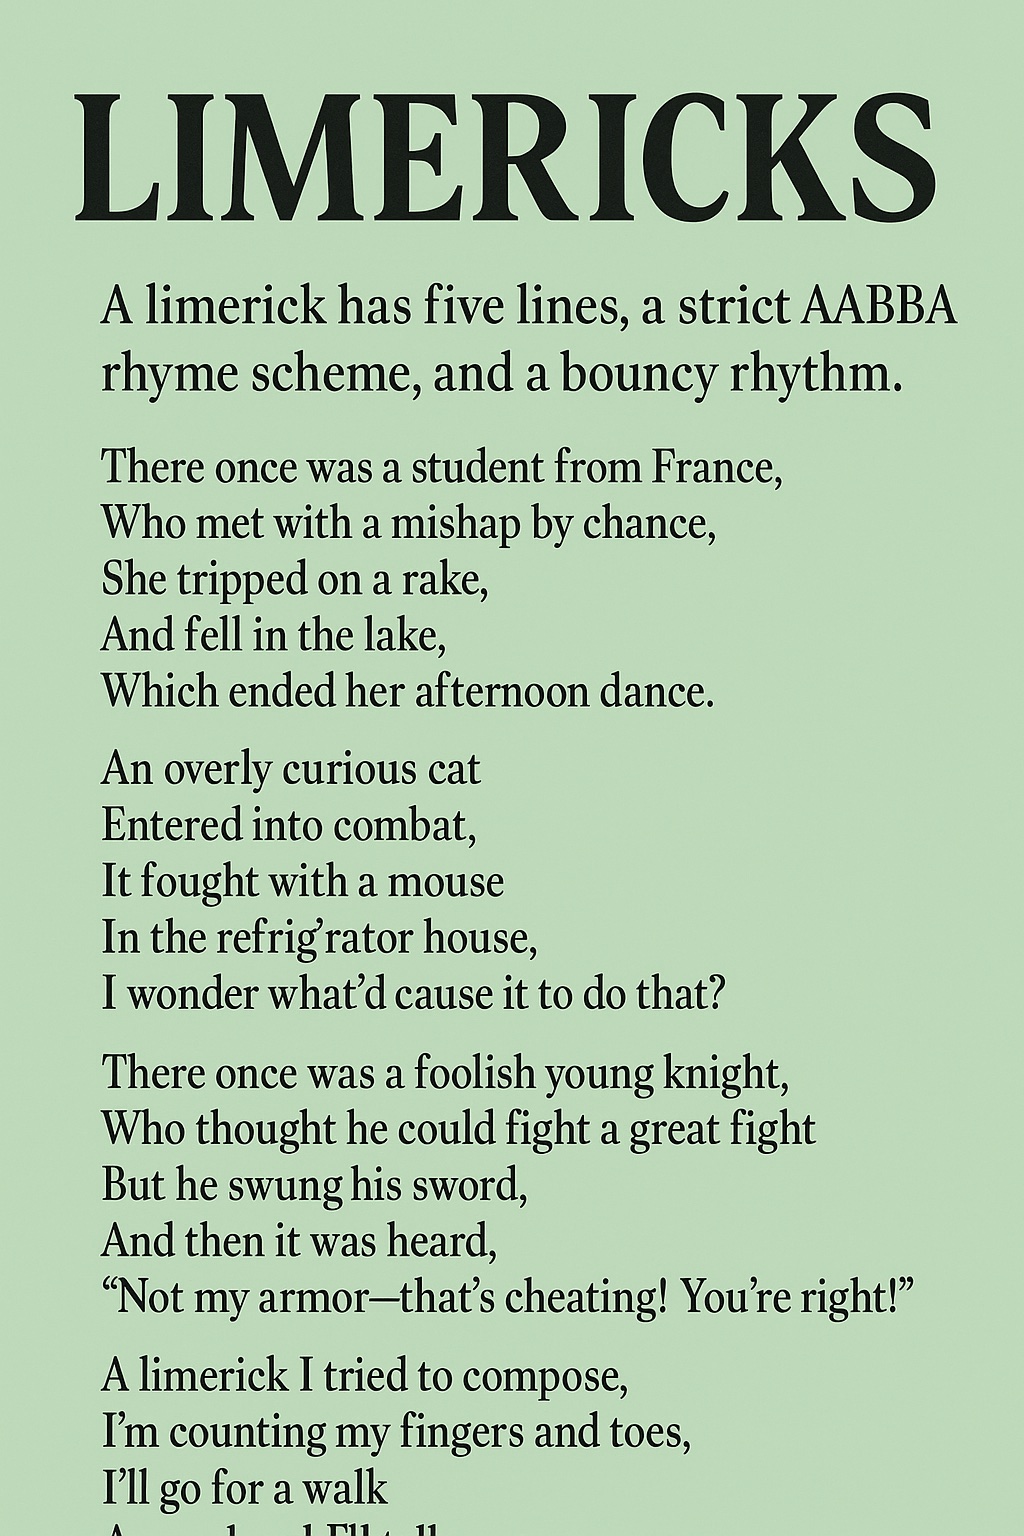 LIMERICKS
A limerick has five lines, a strict AABBA
rhyme scheme, and a bouncy rhythm.
There once was a student from France,
Who met with a mishap by chance,
She tripped on a rake,
And fell in the lake,
Which ended her afternoon dance.
An overly curious cat
Entered into combat,
It fought with a mouse
In the refrig’rator house,
I wonder what’d cause it to do that?
There once was a foolish young knight,
Who thought he could fight a great fight
But he swung his sword,
And then it was heard,
“Not my armor—that’s cheating! You’re right!”
A limerick I tried to compose,
I’m counting my fingers and toes,
I’ll go for a walk